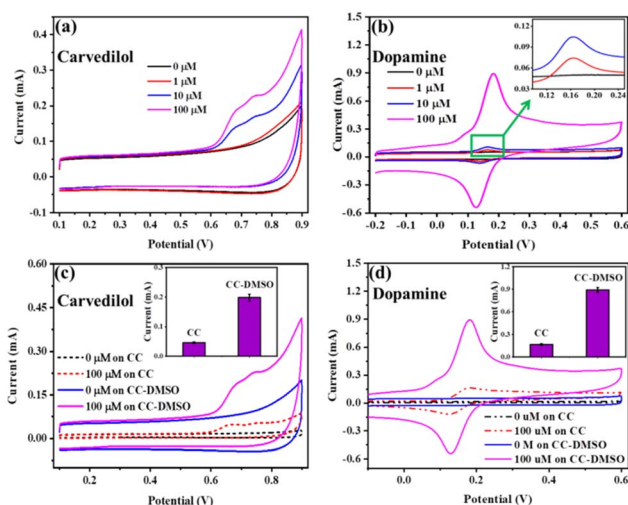 (a)
Carvedilol
0 μM
1 μM
10 μM
100 μM
Current (mA)
0.4
0.3
0.2
0.1
0.0
-0.1
0.1 0.2 0.3 0.4 0.5 0.6 0.7 0.8 0.9
Potential (V)
(b)
Dopamine
0 μM
1 μM
10 μM
100 μM
Current (mA)
1.5
1.2
0.9
0.6
0.3
0.0
-0.3
-0.6
-0.2 -0.1 0.0 0.1 0.2 0.3 0.4 0.5 0.6
Potential (V)
0.12
0.10
0.08
0.06
0.04
0.12 0.16 0.20 0.24
(c)
Carvedilol
0 μM on CC
100 μM on CC
0 μM on CC-DMSO
100 μM on CC-DMSO
Current (mA)
0.60
0.45
0.30
0.15
0.00
0.2 0.4 0.6 0.8
Potential (V)
Current (mA)
0.3
0.2
0.1
0.0
CC
CC-DMSO
(d)
Dopamine
0 uM on CC
100 uM on CC
0 M on CC-DMSO
100 uM on CC-DMSO
Current (mA)
1.5
1.2
0.9
0.6
0.3
0.0
-0.3
-0.6
0.0 0.2 0.4 0.6
Potential (V)
Current (mA)
1.2
0.9
0.6
0.3
0.0
CC
CC-DMSO